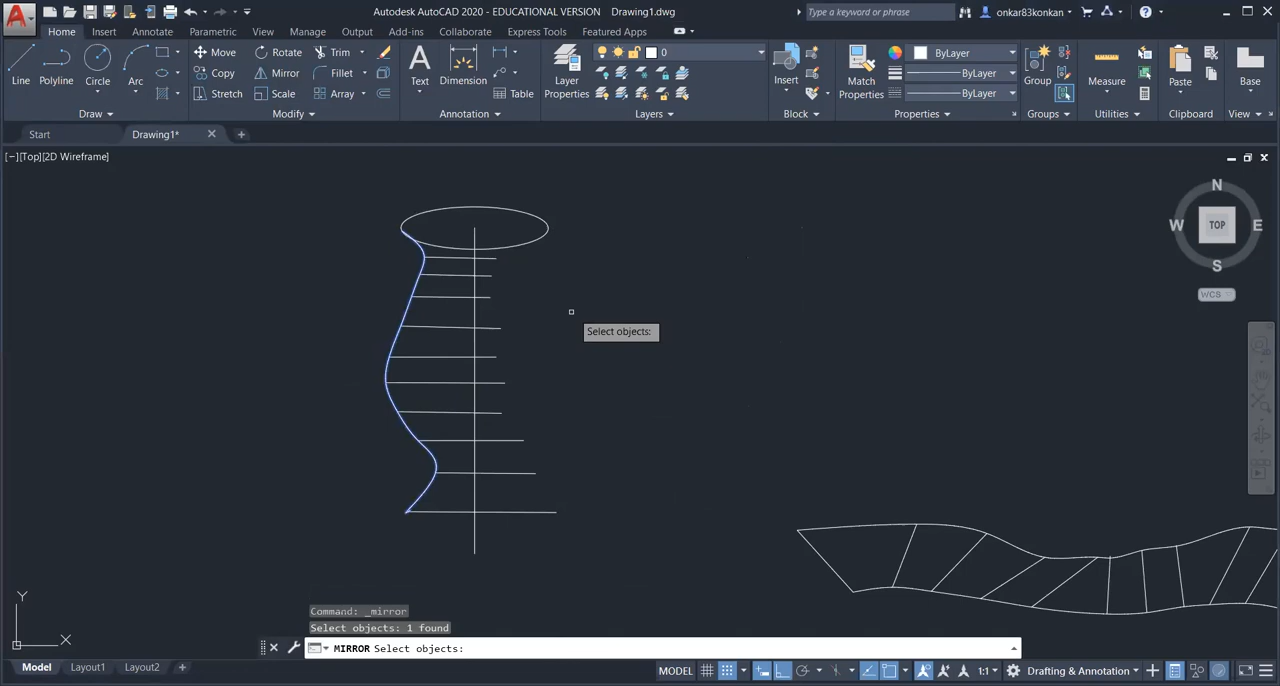 Autodesk AutoCAD 2020 - EDUCATIONAL VERSION Drawing1.dwg
Type a keyword or phrase
onkar83konkan
Home Insert Annotate Parametric View Manage Output Add-ins Collaborate Express Tools Featured Apps
Line Polyline Circle Arc
Move Rotate Trim
Copy Mirror Fillet
Stretch Scale Array
Text Dimension Table
Layer Properties
0
Insert
Match Properties
ByLayer
ByLayer
ByLayer
Group Measure Paste Base
Draw Modify Annotation Layers Block Properties Groups Utilities Clipboard View
Start Drawing1*
[−][Top][2D Wireframe]
N
W TOP E
S
WCS
Select objects:
Y
X
Command: _mirror
Select objects: 1 found
MIRROR Select objects:
Model Layout1 Layout2
MODEL 1:1 Drafting & Annotation